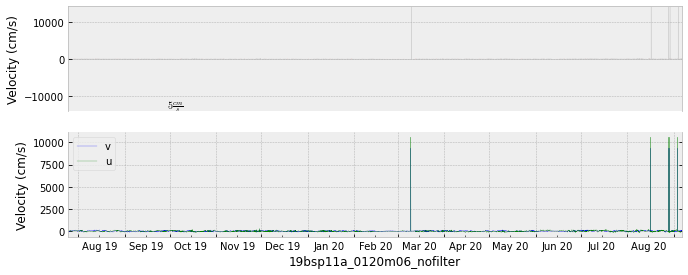 Velocity (cm/s)
10000
0
−10000
5 cm/s
Velocity (cm/s)
10000
7500
5000
2500
0
v
u
Aug 19 Sep 19 Oct 19 Nov 19 Dec 19 Jan 20 Feb 20 Mar 20 Apr 20 May 20 Jun 20 Jul 20 Aug 20
19bsp11a_0120m06_nofilter